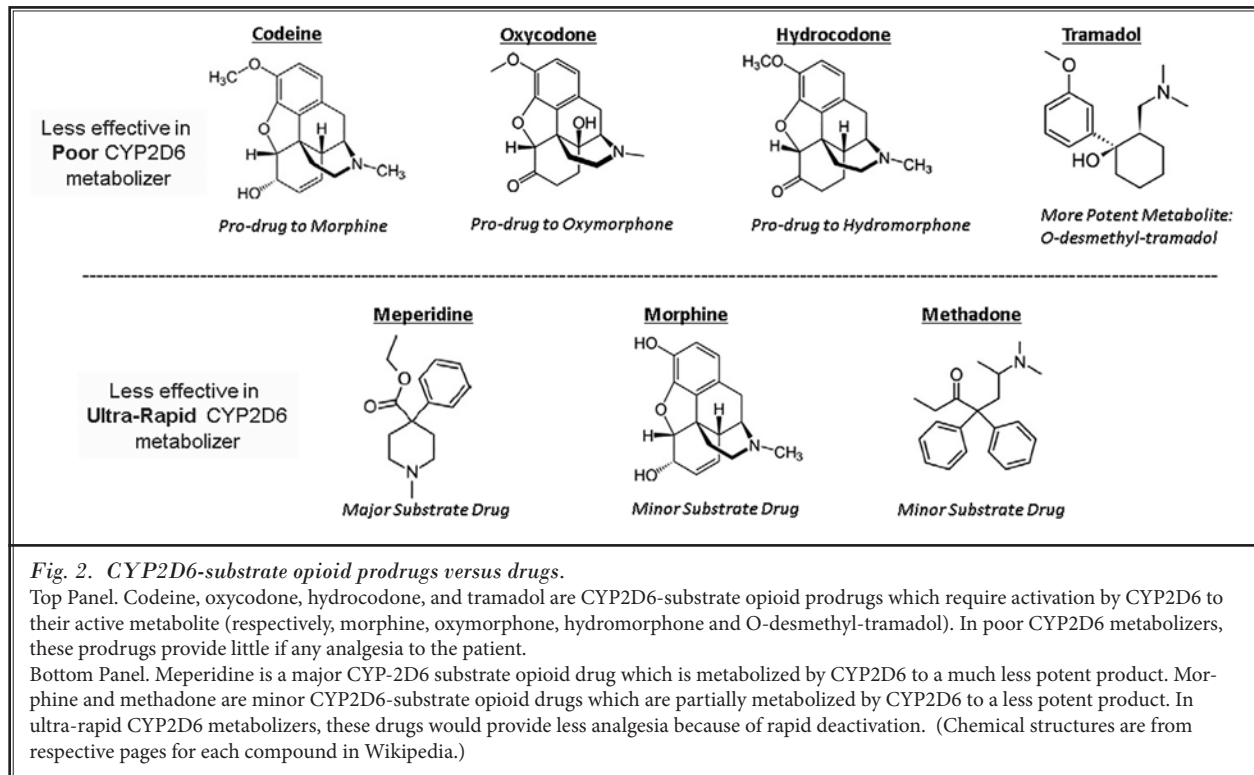 Codeine
Oxycodone
Hydrocodone
Tramadol
Less effective in
Poor CYP2D6
metabolizer
H₃C
O
O
H
H
N
CH₃
HO
Pro-drug to Morphine
O
O
OH
H
N
O
Pro-drug to Oxymorphone
H₃CO
O
H
H
N
CH₃
O
Pro-drug to Hydromorphone
O
N
HO
More Potent Metabolite:
O-desmethyl-tramadol
Meperidine
Morphine
Methadone
Less effective in
Ultra-Rapid CYP2D6
metabolizer
O
O
N
Major Substrate Drug
HO
O
H
H
N
CH₃
HO
Minor Substrate Drug
N
O
Minor Substrate Drug
Fig. 2. CYP2D6-substrate opioid prodrugs versus drugs.
Top Panel. Codeine, oxycodone, hydrocodone, and tramadol are CYP2D6-substrate opioid prodrugs which require activation by CYP2D6 to
their active metabolite (respectively, morphine, oxymorphone, hydromorphone and O-desmethyl-tramadol). In poor CYP2D6 metabolizers,
these prodrugs provide little if any analgesia to the patient.
Bottom Panel. Meperidine is a major CYP-2D6 substrate opioid drug which is metabolized by CYP2D6 to a much less potent product. Mor-
phine and methadone are minor CYP2D6-substrate opioid drugs which are partially metabolized by CYP2D6 to a less potent product. In
ultra-rapid CYP2D6 metabolizers, these drugs would provide less analgesia because of rapid deactivation. (Chemical structures are from
respective pages for each compound in Wikipedia.)